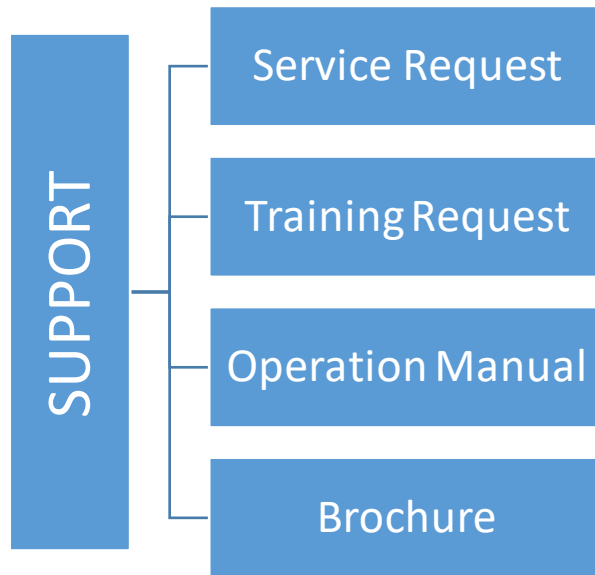 SUPPORT
Service Request
Training Request
Operation Manual
Brochure